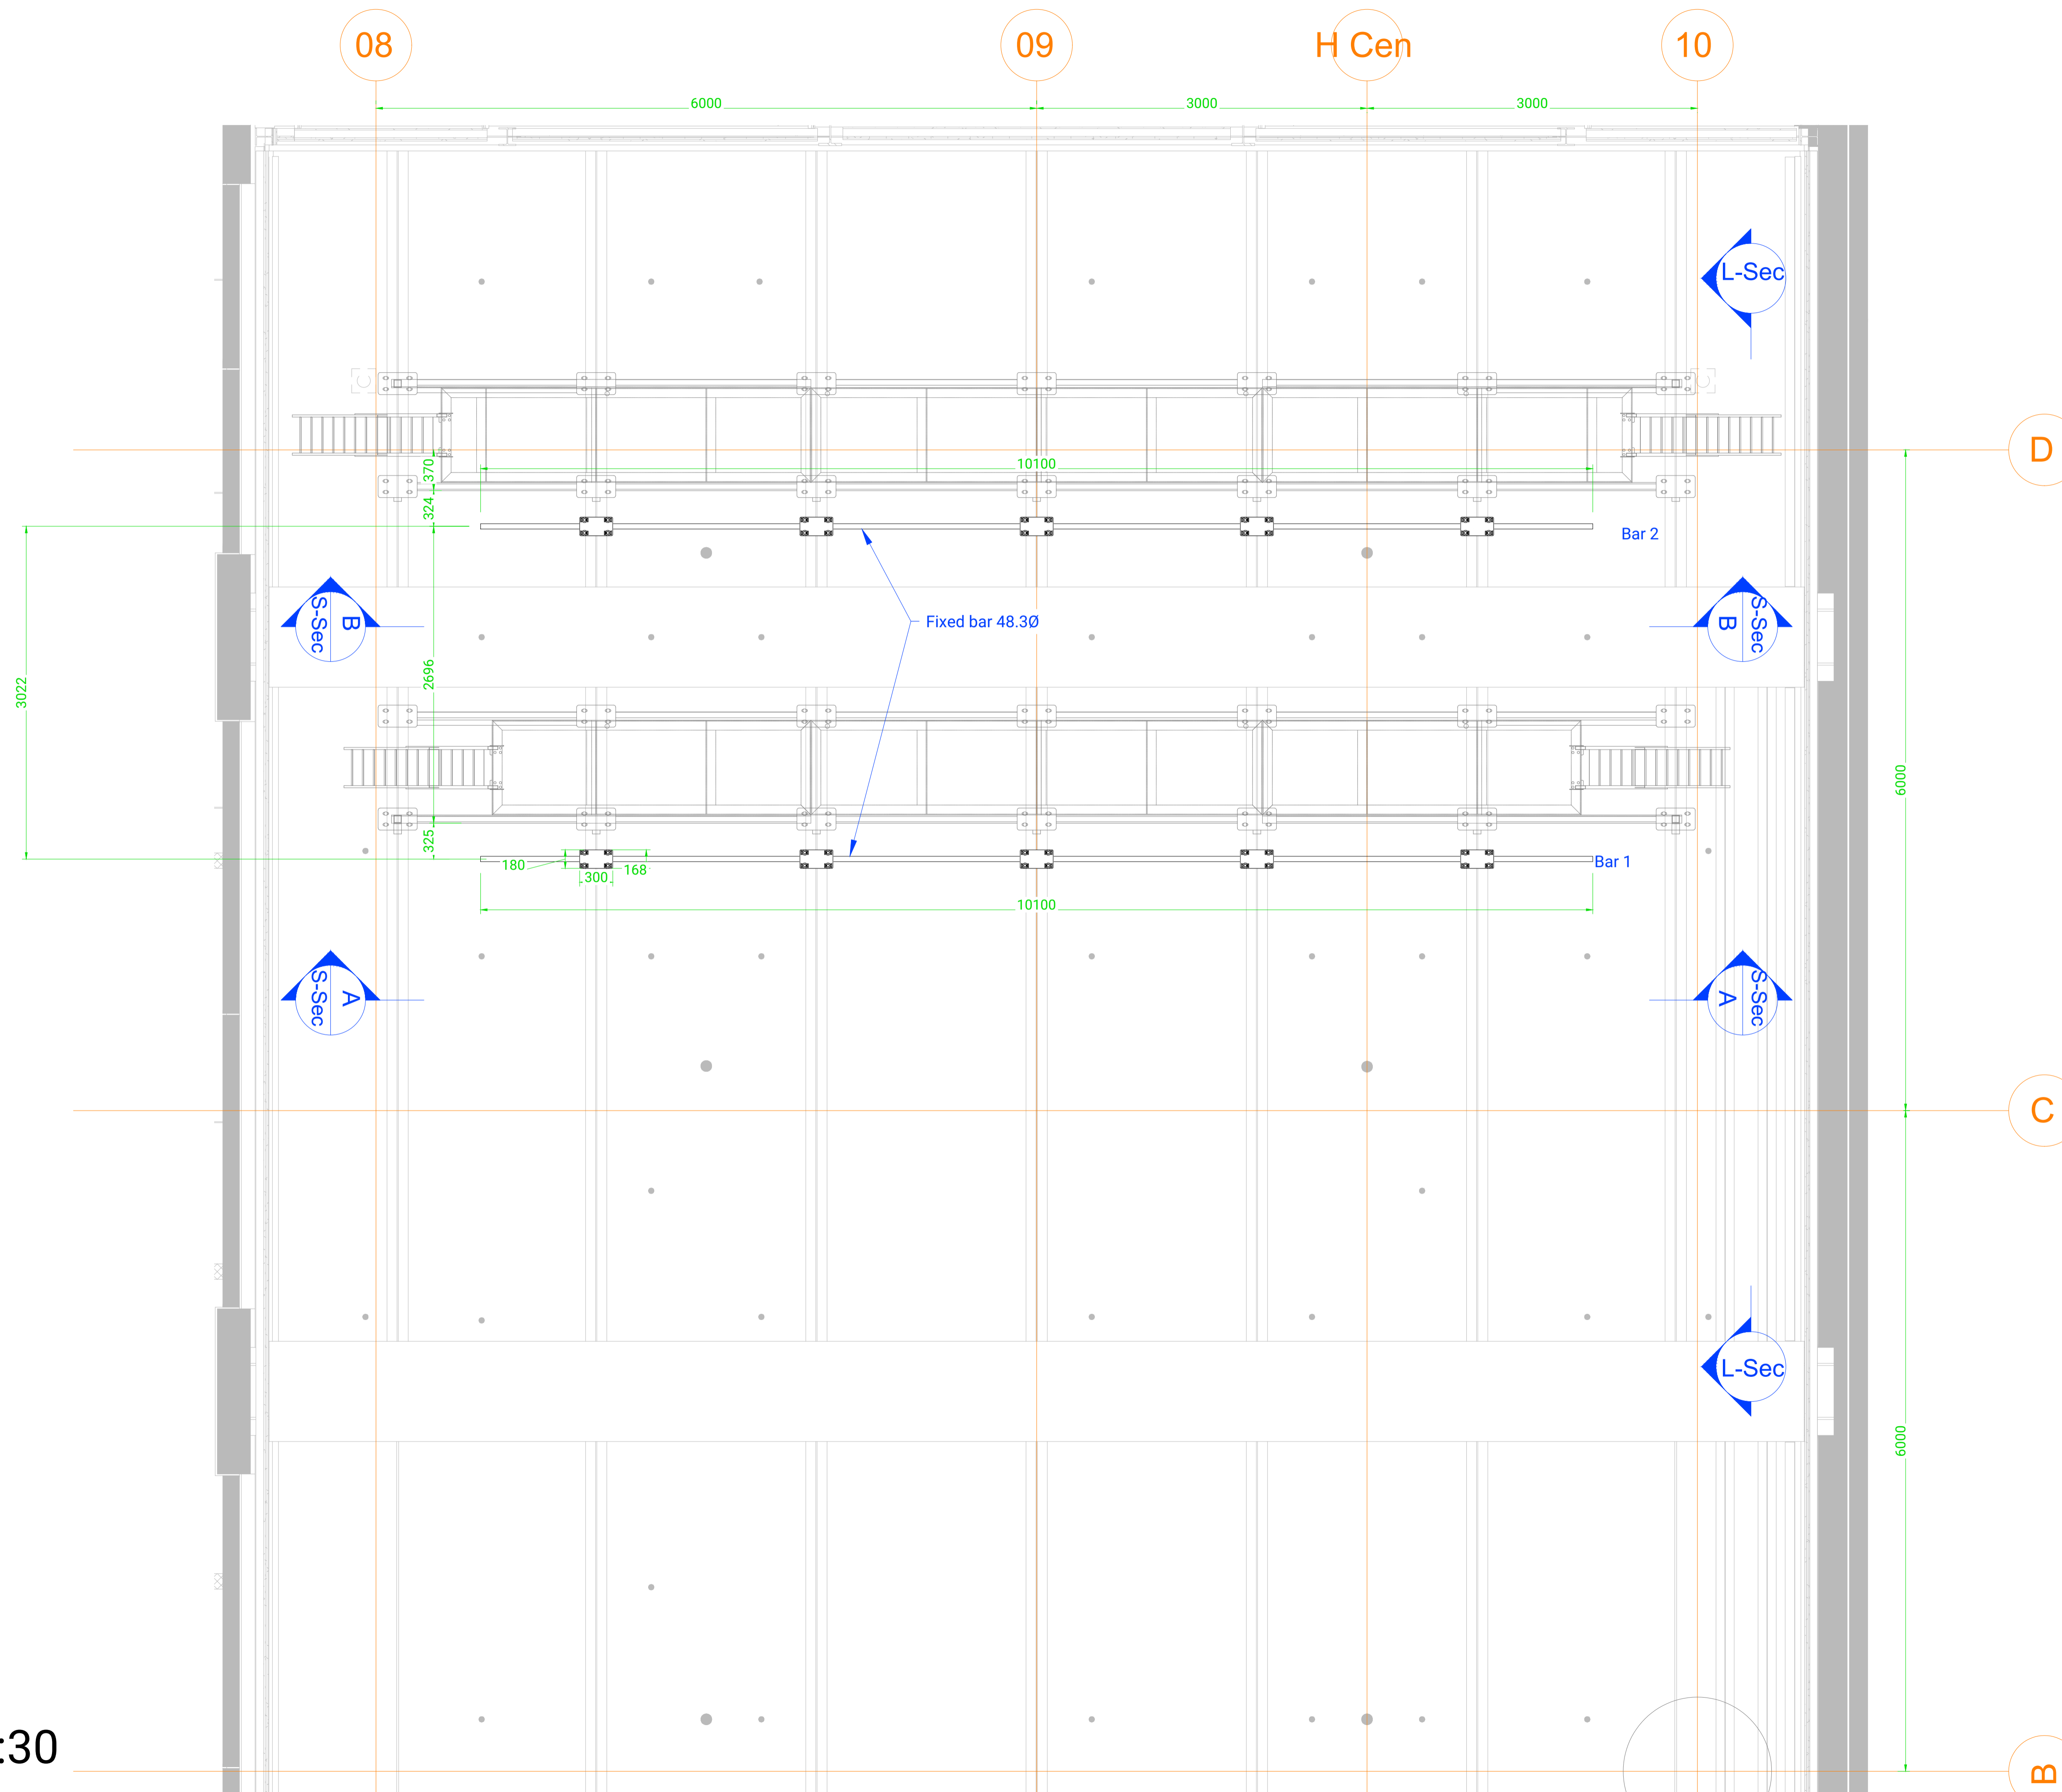 08
09
H Cen
10
6000
3000
3000
L-Sec
D
370
10100
324
Bar 2
S-Sec
B
Fixed bar 48.3Ø
S-Sec
B
3022
2696
6000
325
180
300
168
Bar 1
10100
S-Sec
A
S-Sec
A
C
L-Sec
6000
:30
B